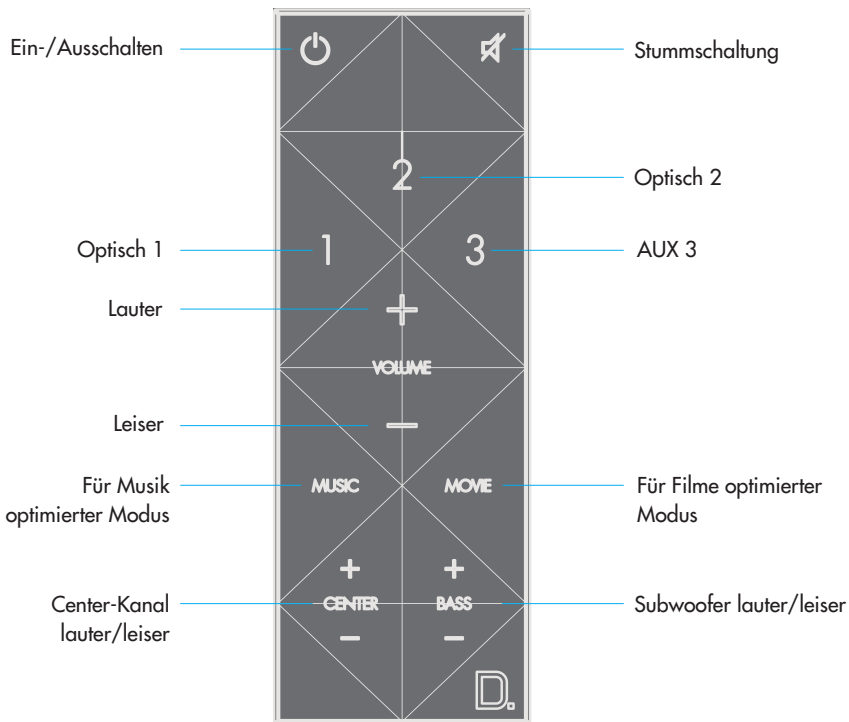 Ein-/Ausschalten
Stummschaltung
2
Optisch 2
Optisch 1
1
3
AUX 3
Lauter
+
VOLUME
Leiser
−
Für Musik
optimierter Modus
MUSIC
MOVIE
Für Filme optimierter
Modus
+
+
Center-Kanal
lauter/leiser
CENTER
BASS
Subwoofer lauter/leiser
−
−
D.